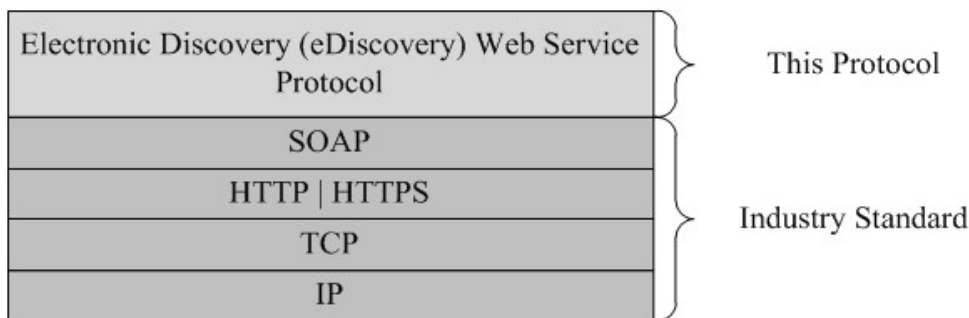 Electronic Discovery (eDiscovery) Web Service
Protocol
This Protocol
SOAP
HTTP | HTTPS
TCP
IP
Industry Standard